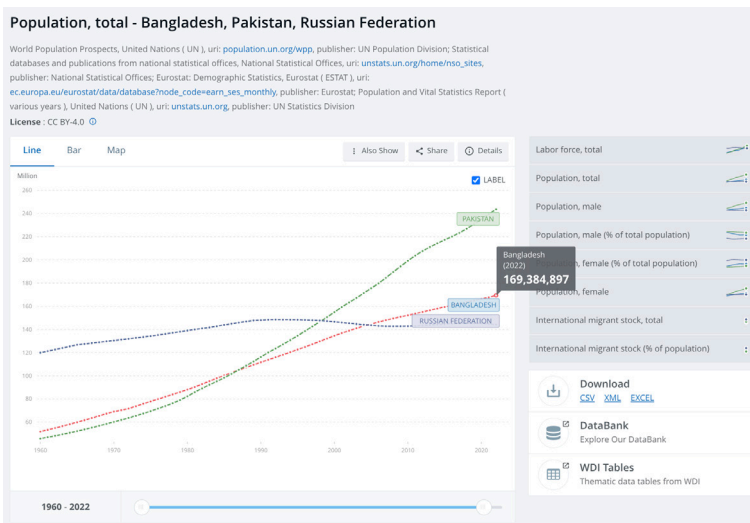 Population, total - Bangladesh, Pakistan, Russian Federation
World Population Prospects, United Nations ( UN ), uri: population.un.org/wpp, publisher: UN Population Division; Statistical
databases and publications from national statistical offices, National Statistical Offices, uri: unstats.un.org/home/nso_sites,
publisher: National Statistical Offices; Eurostat: Demographic Statistics, Eurostat ( ESTAT ), uri:
ec.europa.eu/eurostat/data/database?node_code=earn_ses_monthly, publisher: Eurostat; Population and Vital Statistics Report (
various years ), United Nations ( UN ), uri: unstats.un.org, publisher: UN Statistics Division
License : CC BY-4.0
Line Bar Map Also Show Share Details
Million
LABEL
260
240
220
200
180
160
140
120
100
80
60
PAKISTAN
BANGLADESH
RUSSIAN FEDERATION
Bangladesh
(2022)
169,384,897
1960 1970 1980 1990 2000 2010 2020
1960 - 2022
Labor force, total
Population, total
Population, male
Population, male (% of total population)
n, female (% of total population)
Population, female
International migrant stock, total
International migrant stock (% of population)
Download
CSV XML EXCEL
DataBank
Explore Our DataBank
WDI Tables
Thematic data tables from WDI